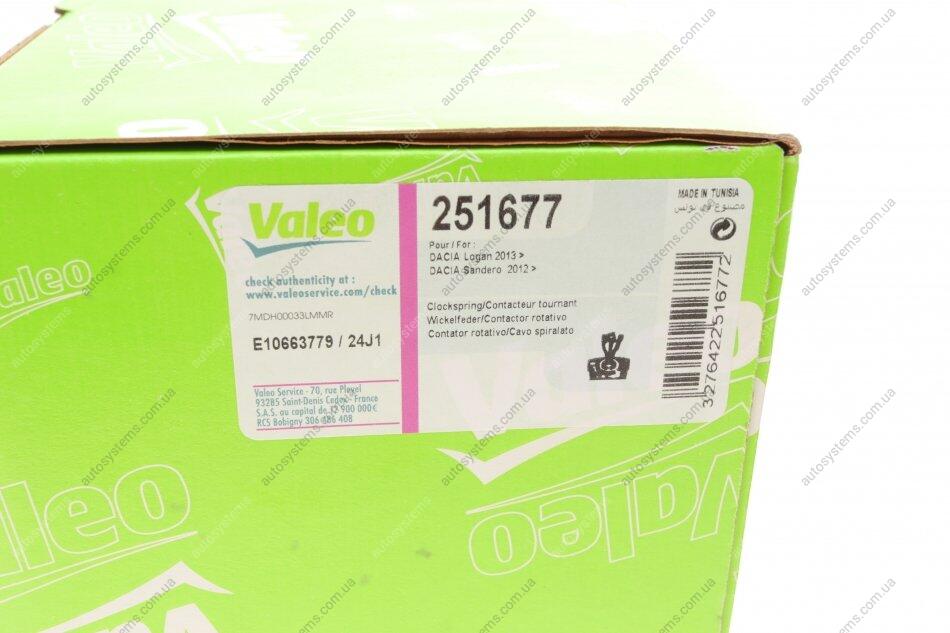 Valeo
check authenticity at :
www.valeoservice.com/check
7MDH00033LMMR
E10663779 / 24J1
Valeo Service - 70, rue Pleyel
93285 Saint-Denis Cedex - France
S.A.S. au capital de 12 900 000€
RCS Bobigny 306 486 408
251677
Pour / For :
DACIA Logan 2013 >
DACIA Sandero 2012 >
Clockspring/Contacteur tournant
Wickelfeder/Contactor rotativo
Contator rotativo/Cavo spiralato
MADE IN TUNISIA
مصنوع في تونس
3276422516772
Valeo
Valeo
Valeo
autosystems.com.ua